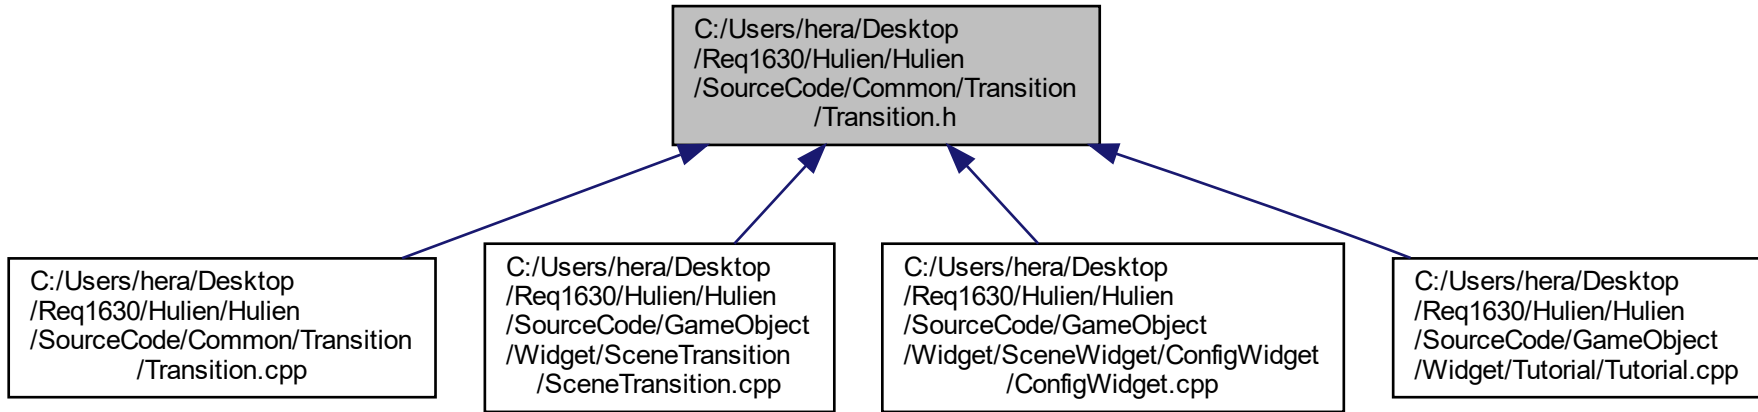 C:/Users/hera/Desktop
/Req1630/Hulien/Hulien
/SourceCode/Common/Transition
/Transition.h
C:/Users/hera/Desktop
/Req1630/Hulien/Hulien
/SourceCode/Common/Transition
/Transition.cpp
C:/Users/hera/Desktop
/Req1630/Hulien/Hulien
/SourceCode/GameObject
/Widget/SceneTransition
/SceneTransition.cpp
C:/Users/hera/Desktop
/Req1630/Hulien/Hulien
/SourceCode/GameObject
/Widget/SceneWidget/ConfigWidget
/ConfigWidget.cpp
C:/Users/hera/Desktop
/Req1630/Hulien/Hulien
/SourceCode/GameObject
/Widget/Tutorial/Tutorial.cpp